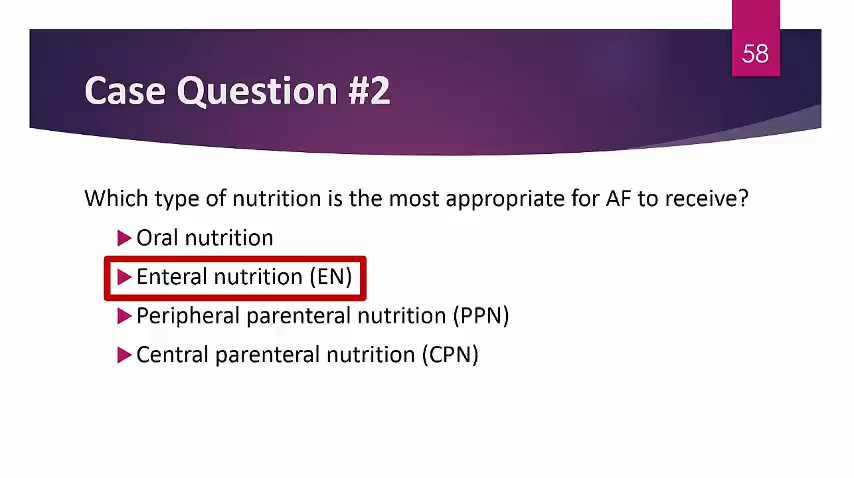 58
Case Question #2
Which type of nutrition is the most appropriate for AF to receive?
Oral nutrition
Enteral nutrition (EN)
Peripheral parenteral nutrition (PPN)
Central parenteral nutrition (CPN)